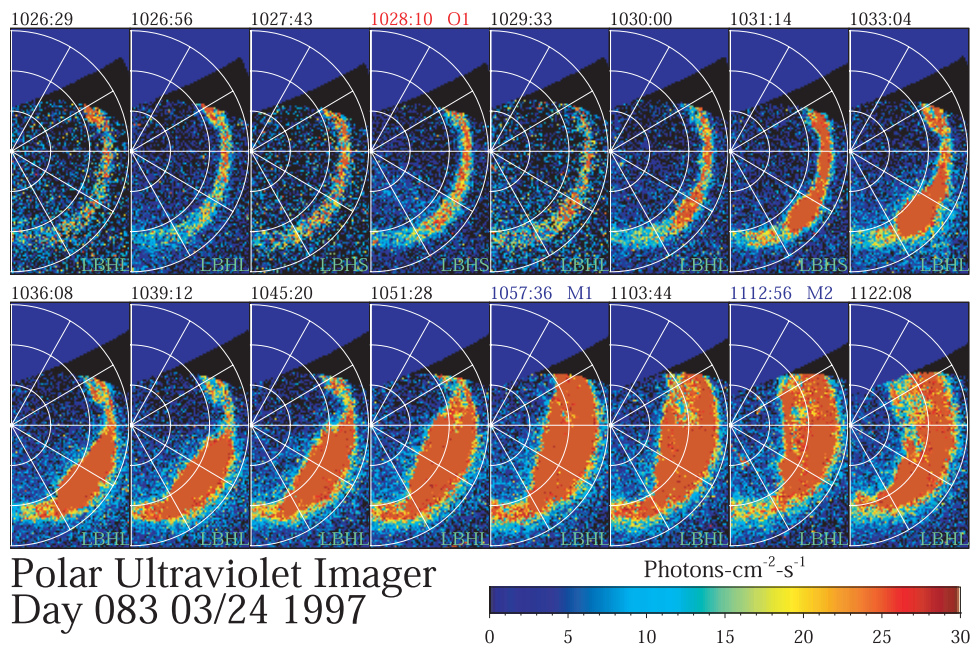 1026:29 1026:56 1027:43 1028:10 O1 1029:33 1030:00 1031:14 1033:04
LBHL LBHL LBHS LBHS LBHL LBHL LBHS LBHL
1036:08 1039:12 1045:20 1051:28 1057:36 M1 1103:44 1112:56 M2 1122:08
LBHL LBHL LBHL LBHL LBHL LBHL LBHL LBHL
Polar Ultraviolet Imager
Day 083 03/24 1997
Photons-cm⁻²-s⁻¹
0 5 10 15 20 25 30